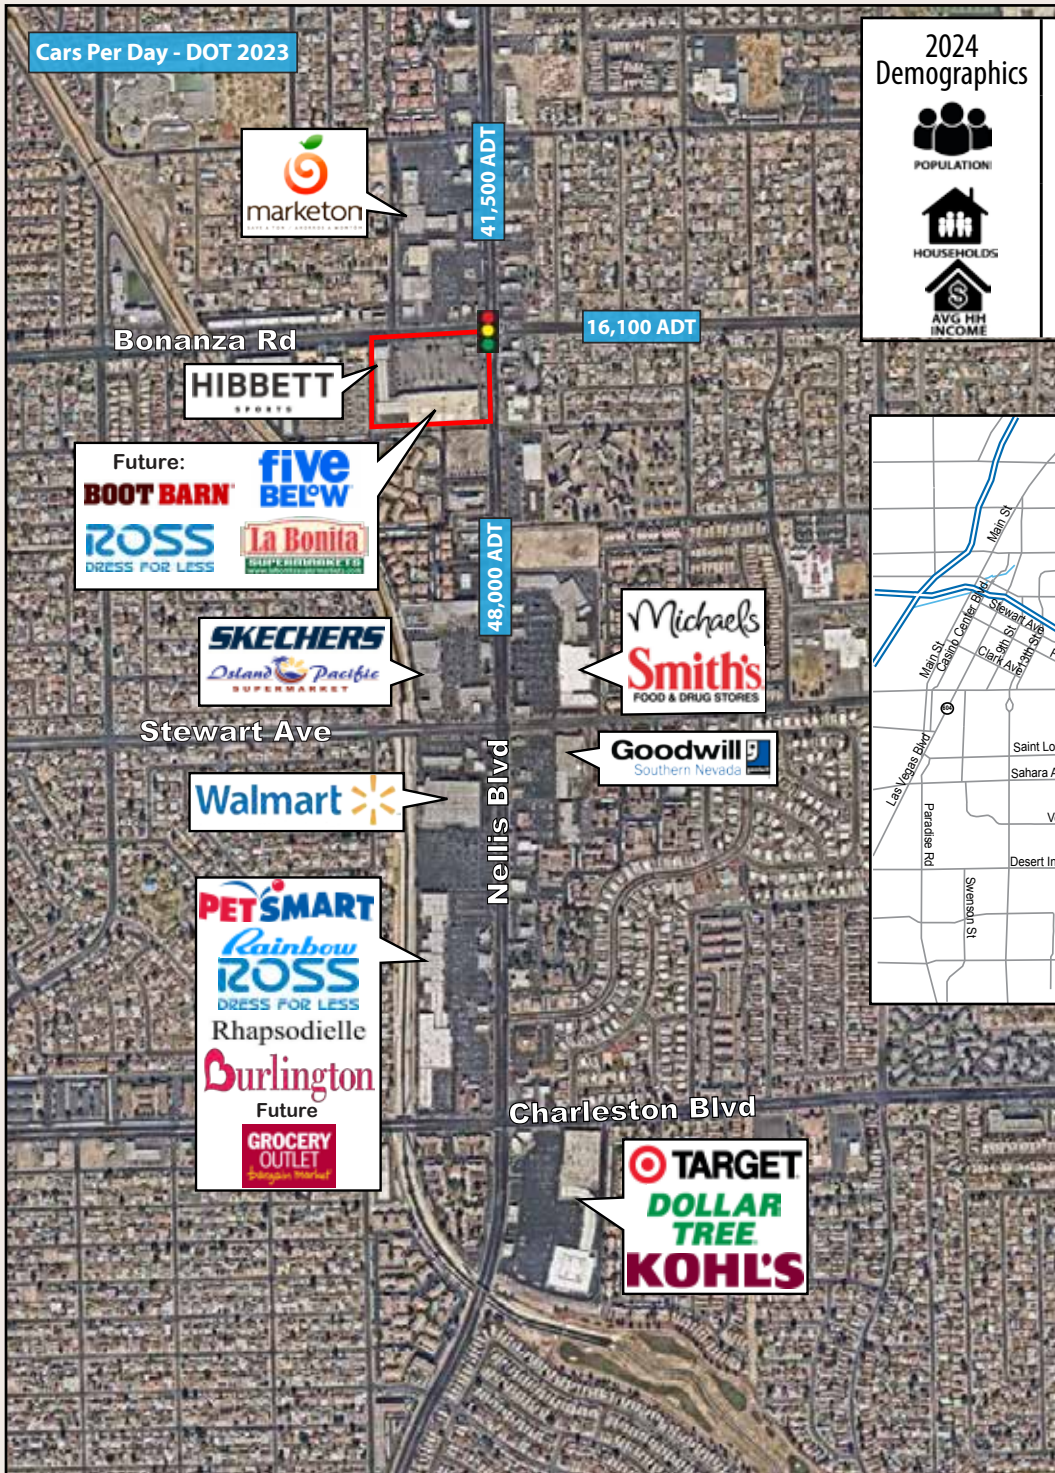 Cars Per Day - DOT 2023
2024
Demographics
POPULATION
HOUSEHOLDS
AVG HH
INCOME
marketon
41,500 ADT
16,100 ADT
Bonanza Rd
HIBBETT
SPORTS
Future:
BOOT BARN
five
BELOW
ROSS
DRESS FOR LESS
La Bonita
SUPERMARKETS
48,000 ADT
SKECHERS
Island Pacific
SUPERMARKET
Michaels
Smith's
FOOD & DRUG STORES
Stewart Ave
Goodwill
Southern Nevada
Walmart
Nellis Blvd
PETSMART
Rainbow
ROSS
DRESS FOR LESS
Rhapsodielle
Burlington
Future
GROCERY
OUTLET
bargain market
Charleston Blvd
TARGET
DOLLAR
TREE
KOHL'S
Main St
Stewart Ave
Casino Center Blvd
Main St
9th St
13th St
Clark Ave
Las Vegas Blvd
Saint Lo
Sahara A
Paradise Rd
Desert In
Swenson St